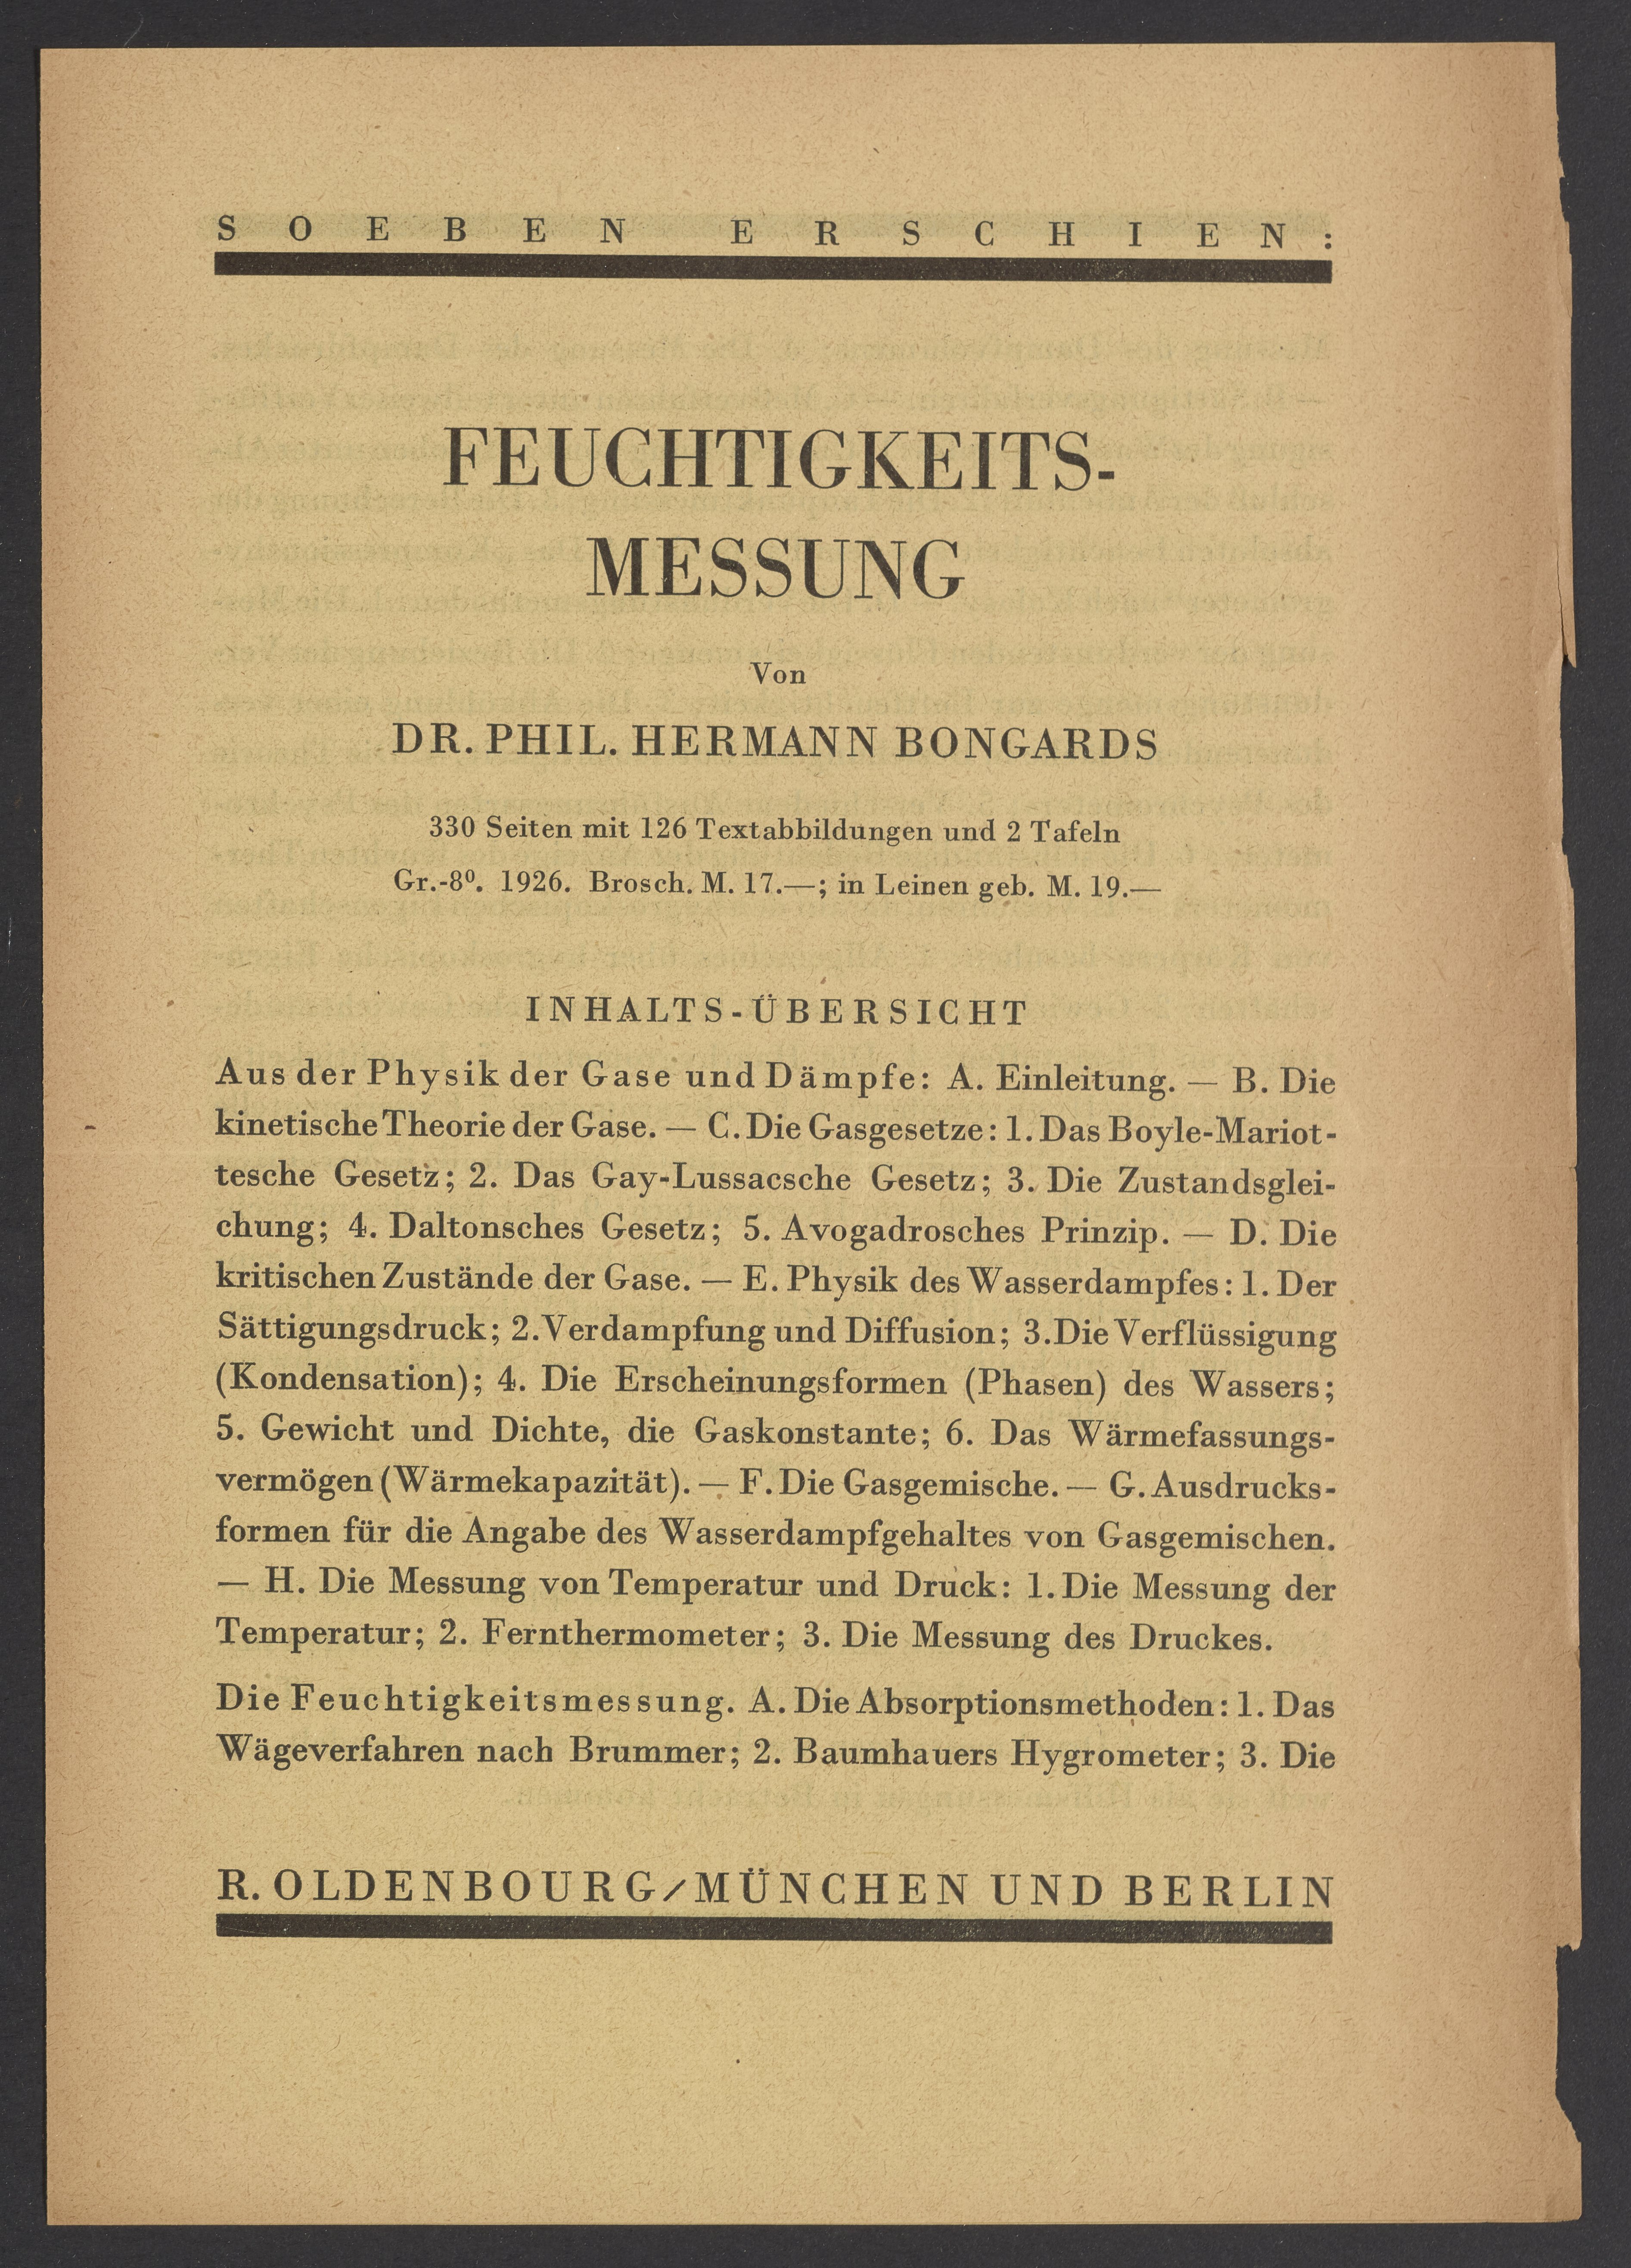 SOEBEN ERSCHIEN:
FEUCHTIGKEITS-
MESSUNG
Von
DR. PHIL. HERMANN BONGARDS
330 Seiten mit 126 Textabbildungen und 2 Tafeln
Gr.-8⁰. 1926. Brosch. M. 17.—; in Leinen geb. M. 19.—
INHALTS-ÜBERSICHT
Aus der Physik der Gase und Dämpfe: A. Einleitung. — B. Die
kinetische Theorie der Gase. — C. Die Gasgesetze: 1. Das Boyle-Mariot-
tesche Gesetz; 2. Das Gay-Lussacsche Gesetz; 3. Die Zustandsglei-
chung; 4. Daltonsches Gesetz; 5. Avogadrosches Prinzip. — D. Die
kritischen Zustände der Gase. — E. Physik des Wasserdampfes: 1. Der
Sättigungsdruck; 2. Verdampfung und Diffusion; 3. Die Verflüssigung
(Kondensation); 4. Die Erscheinungsformen (Phasen) des Wassers;
5. Gewicht und Dichte, die Gaskonstante; 6. Das Wärmefassungs-
vermögen (Wärmekapazität). — F. Die Gasgemische. — G. Ausdrucks-
formen für die Angabe des Wasserdampfgehaltes von Gasgemischen.
— H. Die Messung von Temperatur und Druck: 1. Die Messung der
Temperatur; 2. Fernthermometer; 3. Die Messung des Druckes.
Die Feuchtigkeitsmessung. A. Die Absorptionsmethoden: 1. Das
Wägeverfahren nach Brummer; 2. Baumhauers Hygrometer; 3. Die
R. OLDENBOURG/MÜNCHEN UND BERLIN